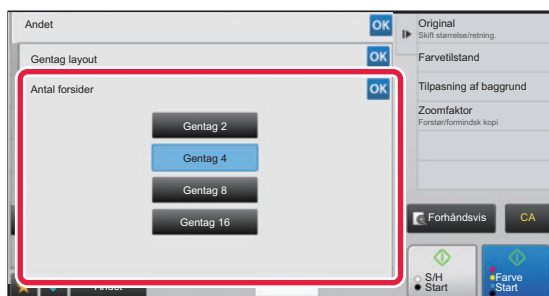 Andet
OK
Gentag layout
OK
Antal forsider
OK
Gentag 2
Gentag 4
Gentag 8
Gentag 16
Original
Skift størrelse/retning.
Farvetilstand
Tilpasning af baggrund
Zoomfaktor
Forstør/formindsk kopi
Forhåndsvis
CA
S/H
Start
Farve
Start